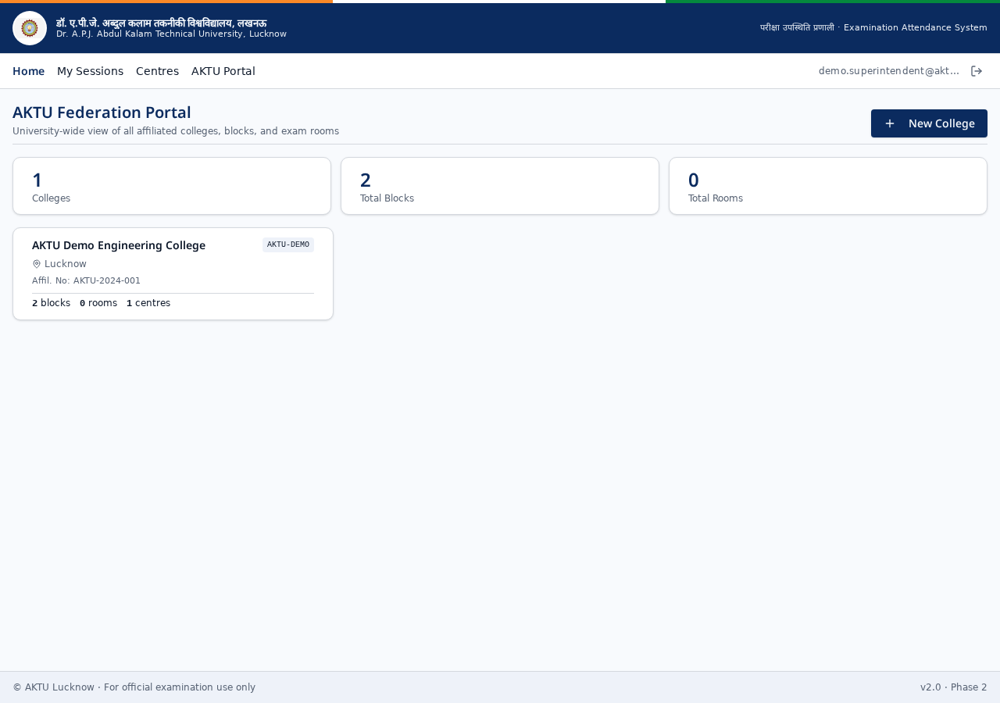 डॉ. ए.पी.जे. अब्दुल कलाम तकनीकी विश्वविद्यालय, लखनऊ
Dr. A.P.J. Abdul Kalam Technical University, Lucknow
परीक्षा उपस्थिति प्रणाली · Examination Attendance System
Home My Sessions Centres AKTU Portal
demo.superintendent@akt...
AKTU Federation Portal
University-wide view of all affiliated colleges, blocks, and exam rooms
New College
1
Colleges
2
Total Blocks
0
Total Rooms
AKTU Demo Engineering College
AKTU-DEMO
Lucknow
Affil. No: AKTU-2024-001
2 blocks 0 rooms 1 centres
© AKTU Lucknow · For official examination use only
v2.0 · Phase 2